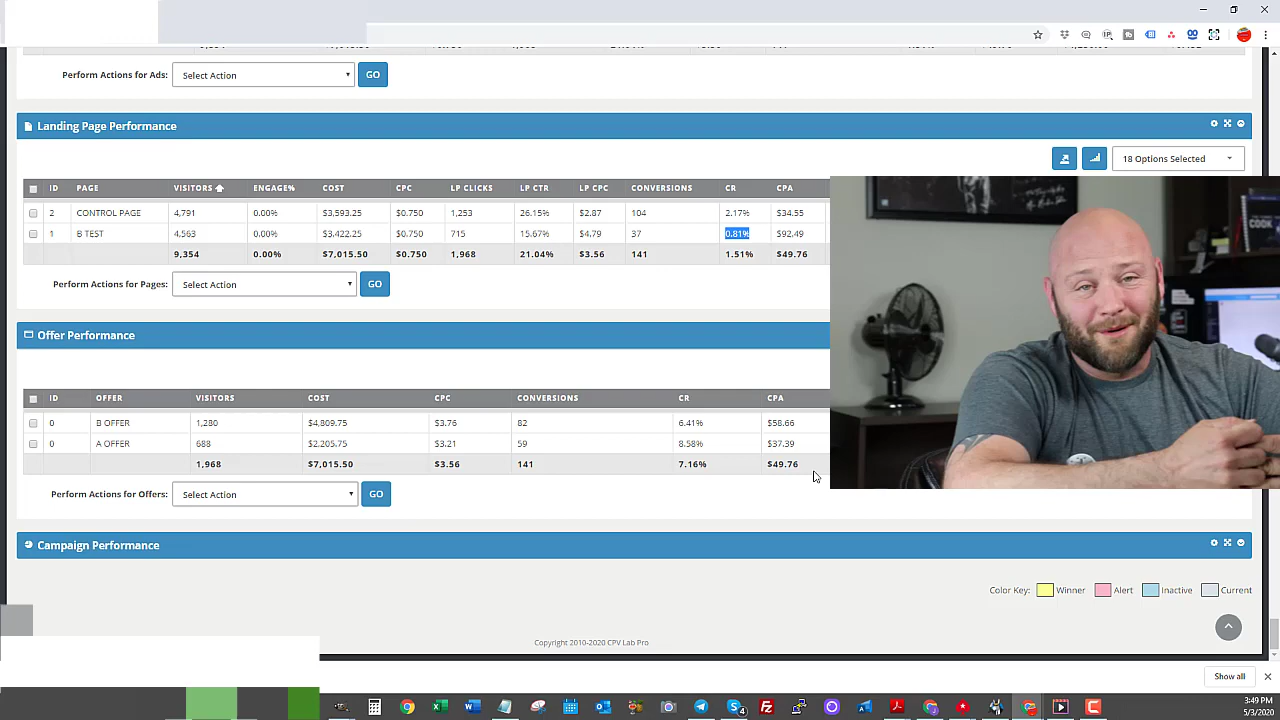 Perform Actions for Ads: Select Action GO
Landing Page Performance
18 Options Selected
ID PAGE VISITORS ENGAGE% COST CPC LP CLICKS LP CTR LP CPC CONVERSIONS CR CPA
2 CONTROL PAGE 4,791 0.00% $3,593.25 $0.750 1,253 26.15% $2.87 104 2.17% $34.55
1 B TEST 4,563 0.00% $3,422.25 $0.750 715 15.67% $4.79 37 0.81% $92.49
9,354 0.00% $7,015.50 $0.750 1,968 21.04% $3.56 141 1.51% $49.76
Perform Actions for Pages: Select Action GO
Offer Performance
ID OFFER VISITORS COST CPC CONVERSIONS CR CPA
0 B OFFER 1,280 $4,809.75 $3.76 82 6.41% $58.66
0 A OFFER 688 $2,205.75 $3.21 59 8.58% $37.39
1,968 $7,015.50 $3.56 141 7.16% $49.76
Perform Actions for Offers: Select Action GO
Campaign Performance
Color Key: Winner Alert Inactive Current
Copyright 2010-2020 CPV Lab Pro
Show all
3:49 PM
5/3/2020